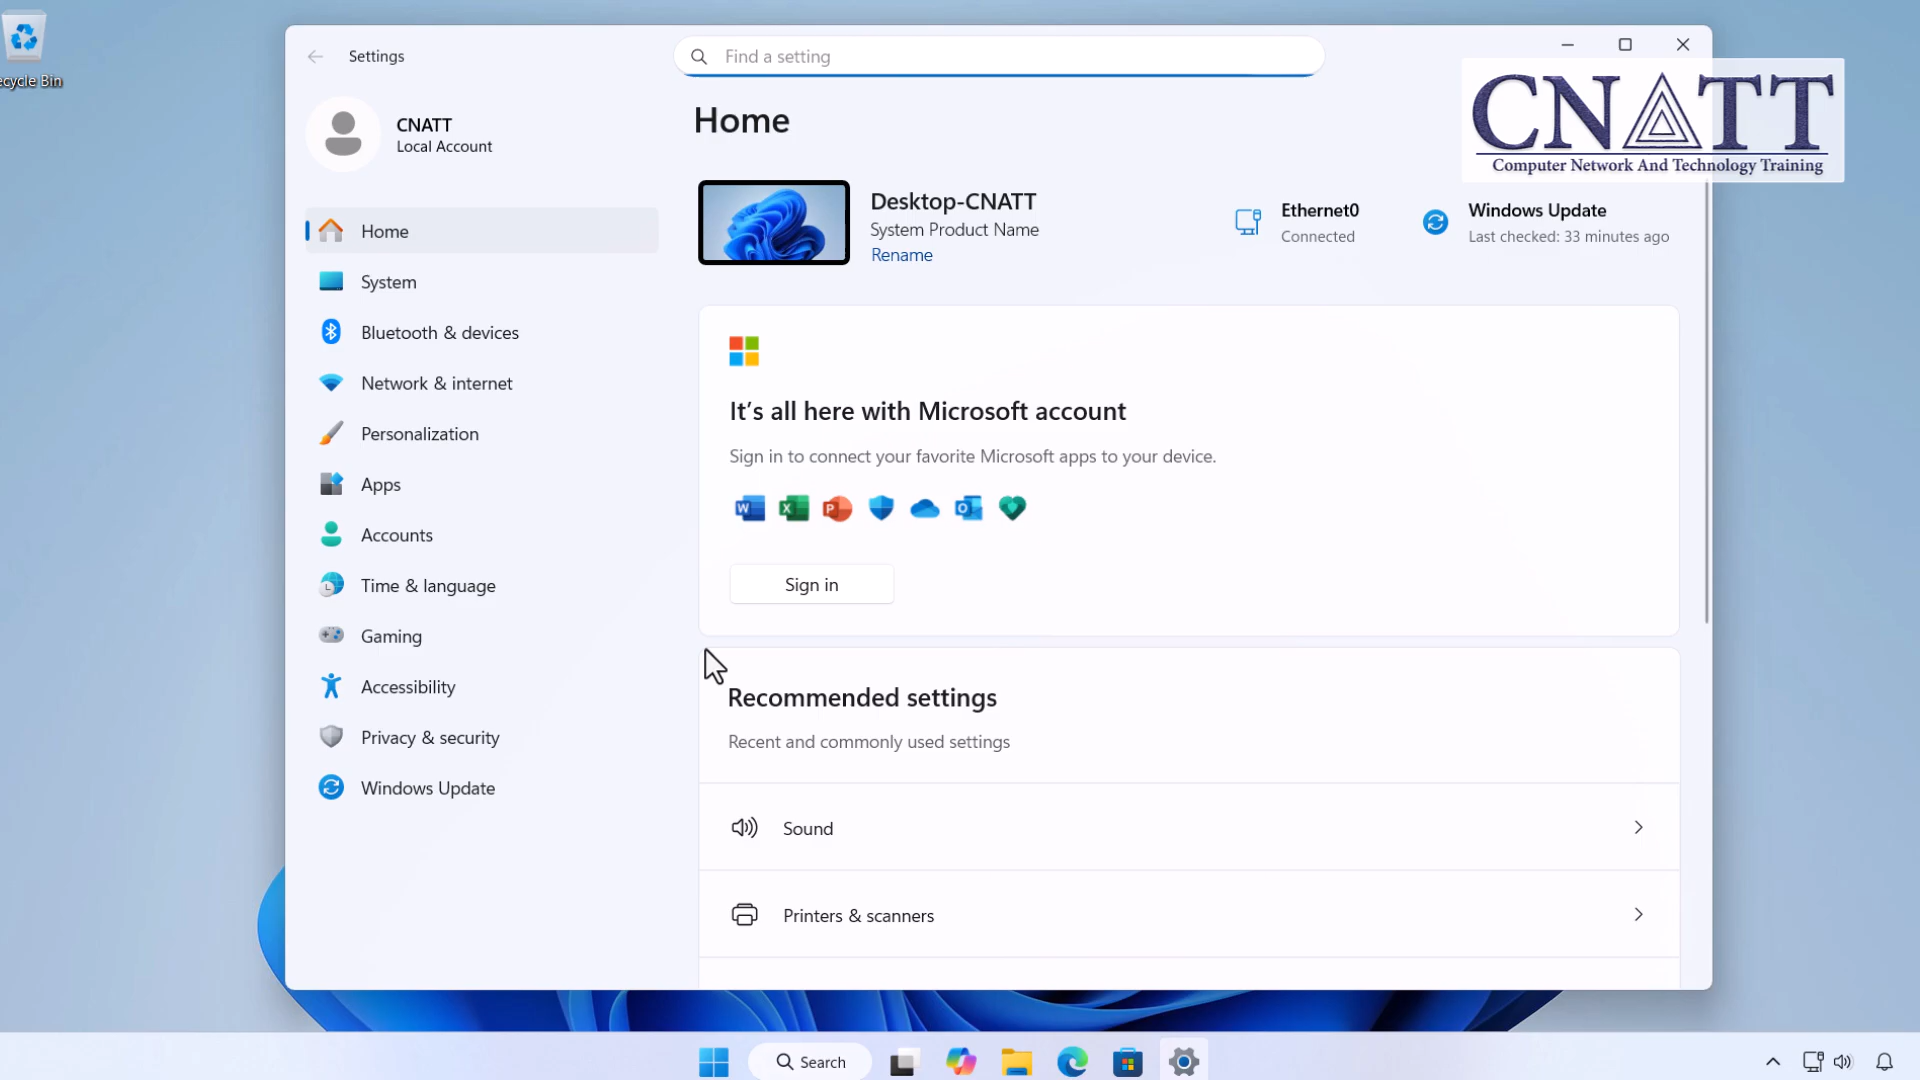 ecycle Bin
Settings
Find a setting
CNATT
Computer Network And Technology Training
CNATT
Local Account
Home
System
Bluetooth & devices
Network & internet
Personalization
Apps
Accounts
Time & language
Gaming
Accessibility
Privacy & security
Windows Update
Home
Desktop-CNATT
System Product Name
Rename
Ethernet0
Connected
Windows Update
Last checked: 33 minutes ago
It’s all here with Microsoft account
Sign in to connect your favorite Microsoft apps to your device.
Sign in
Recommended settings
Recent and commonly used settings
Sound
Printers & scanners
Search